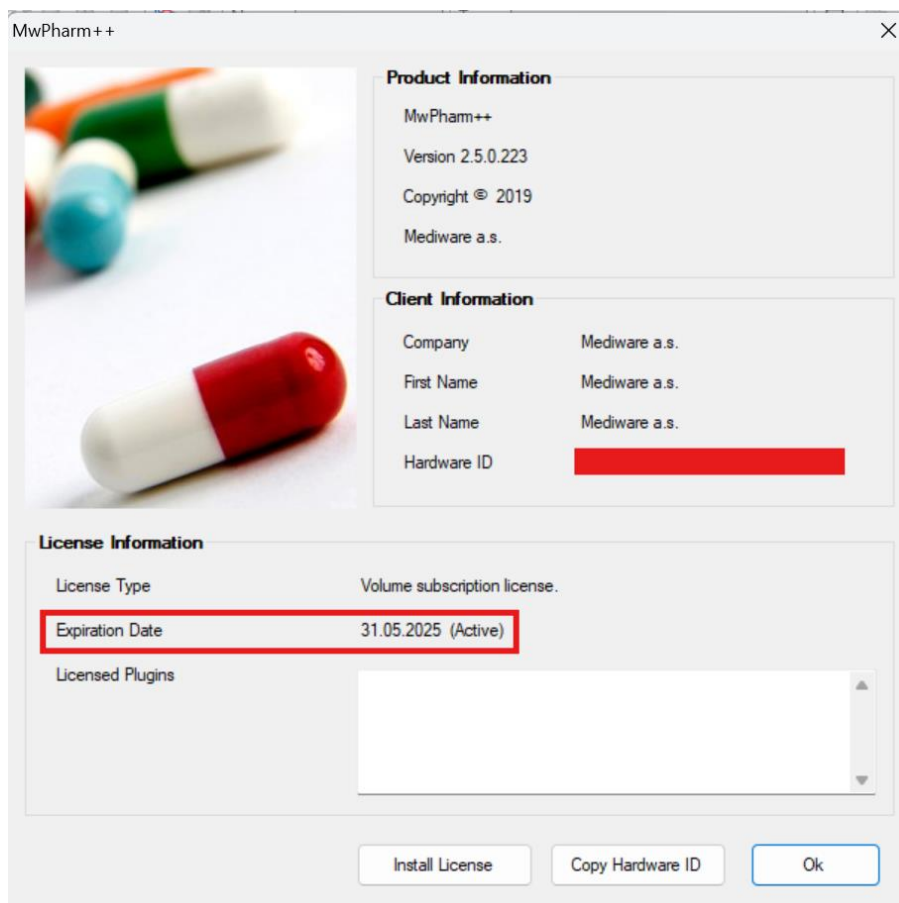 MwPharm++
Product Information
MwPharm++
Version 2.5.0.223
Copyright © 2019
Mediware a.s.
Client Information
Company Mediware a.s.
First Name Mediware a.s.
Last Name Mediware a.s.
Hardware ID
License Information
License Type Volume subscription license.
Expiration Date 31.05.2025 (Active)
Licensed Plugins
Install License Copy Hardware ID Ok